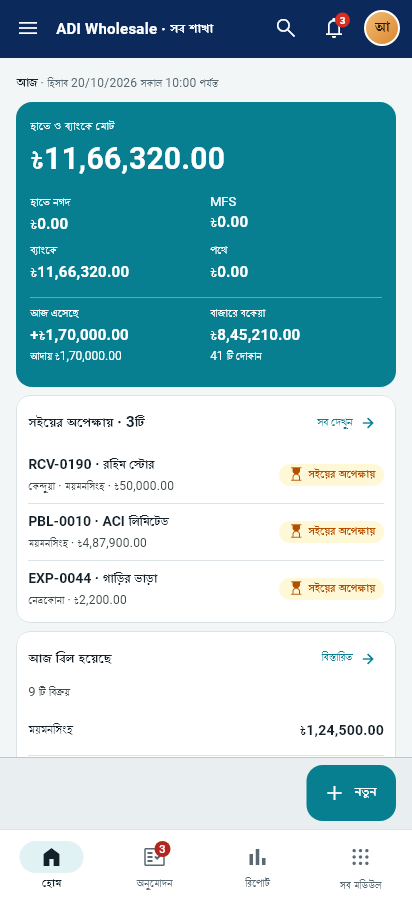 ADI Wholesale · সব শাখা
3
আ
আজ · হিসাব 20/10/2026 সকাল 10:00 পর্যন্ত
হাতে ও ব্যাংকে মোট
৳11,66,320.00
হাতে নগদ
৳0.00
MFS
৳0.00
ব্যাংকে
৳11,66,320.00
পথে
৳0.00
আজ এসেছে
+৳1,70,000.00
আদায় ৳1,70,000.00
বাজারে বকেয়া
৳8,45,210.00
41 টি দোকান
সইয়ের অপেক্ষায় · 3টি
সব দেখুন
RCV-0190 · রহিম স্টোর
কেন্দুয়া · ময়মনসিংহ · ৳50,000.00
সইয়ের অপেক্ষায়
PBL-0010 · ACI লিমিটেড
ময়মনসিংহ · ৳4,87,900.00
সইয়ের অপেক্ষায়
EXP-0044 · গাড়ির ভাড়া
নেত্রকোনা · ৳2,200.00
সইয়ের অপেক্ষায়
আজ বিল হয়েছে
বিস্তারিত
9 টি বিক্রয়
ময়মনসিংহ
৳1,24,500.00
নতুন
হোম
3
অনুমোদন
রিপোর্ট
সব মডিউল